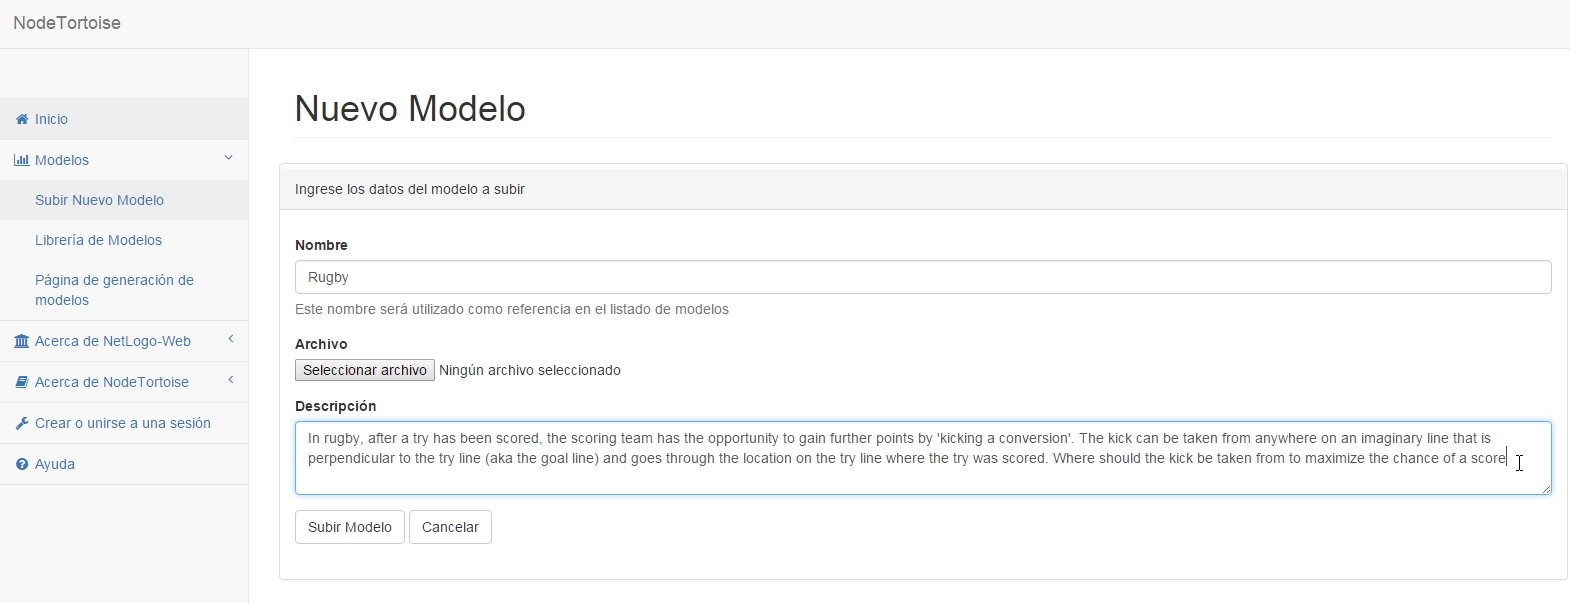 NodeTortoise
Inicio
Modelos
Subir Nuevo Modelo
Librería de Modelos
Página de generación de
modelos
Acerca de NetLogo-Web
Acerca de NodeTortoise
Crear o unirse a una sesión
Ayuda
Nuevo Modelo
Ingrese los datos del modelo a subir
Nombre
Rugby
Este nombre será utilizado como referencia en el listado de modelos
Archivo
Seleccionar archivo Ningún archivo seleccionado
Descripción
In rugby, after a try has been scored, the scoring team has the opportunity to gain further points by 'kicking a conversion'. The kick can be taken from anywhere on an imaginary line that is
perpendicular to the try line (aka the goal line) and goes through the location on the try line where the try was scored. Where should the kick be taken from to maximize the chance of a score
Subir Modelo Cancelar